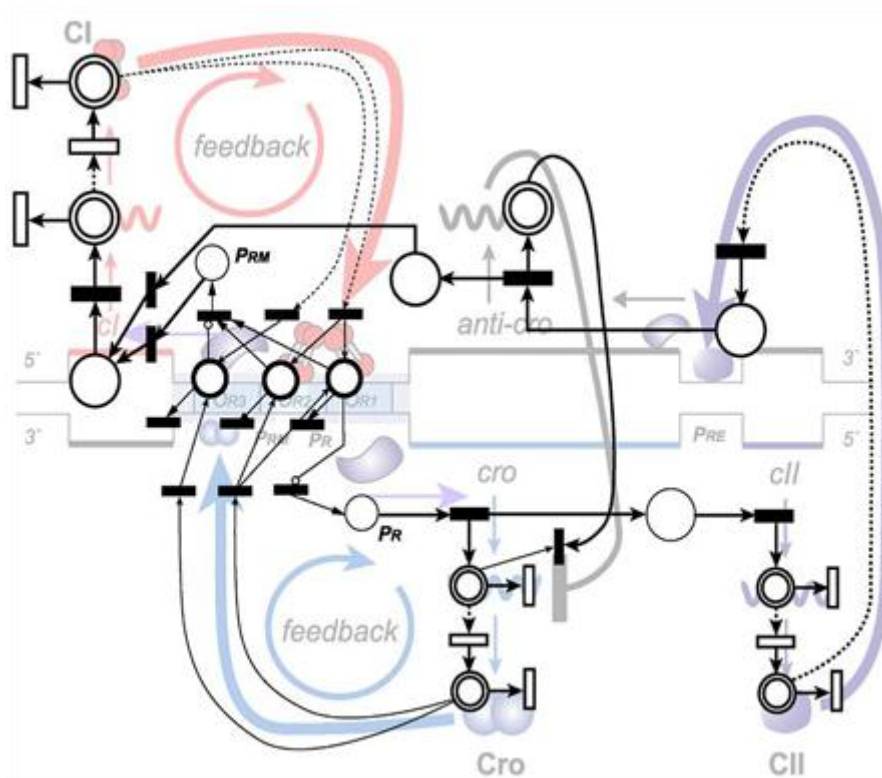 CI
feedback
PRM
cI
anti-cro
5´
3´
OR3
OR2
OR1
3´
PRM
PR
PRE
5´
cro
cII
PR
feedback
Cro
CII